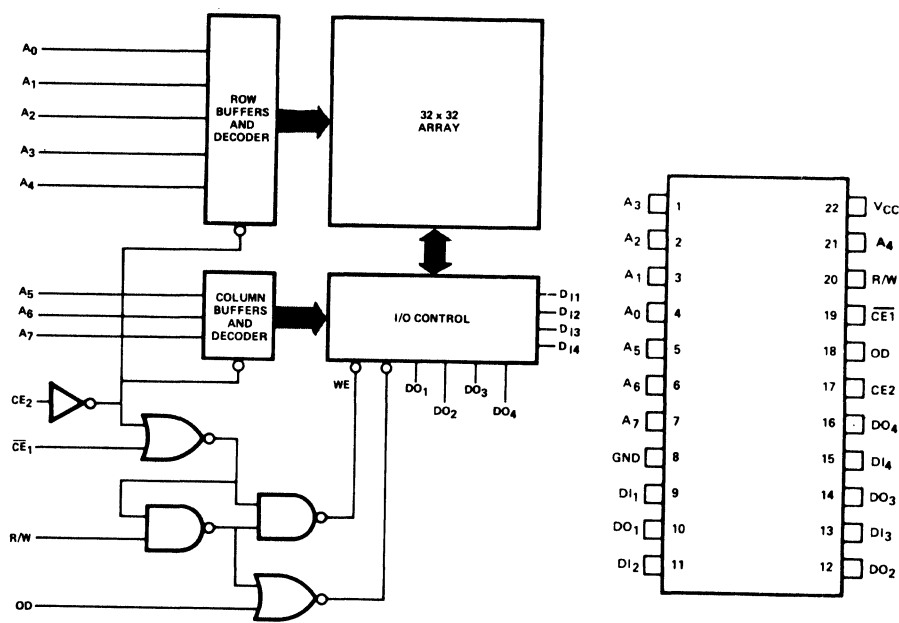 A0
A1
A2
A3
A4
ROW
BUFFERS
AND
DECODER
32 x 32
ARRAY
A5
A6
A7
COLUMN
BUFFERS
AND
DECODER
I/O CONTROL
DI1
DI2
DI3
DI4
WE
DO1
DO2
DO3
DO4
CE2
C̅E̅1
R/W
OD
A3 1
A2 2
A1 3
A0 4
A5 5
A6 6
A7 7
GND 8
DI1 9
DO1 10
DI2 11
22 VCC
21 A4
20 R/W
19 C̅E̅1̅
18 OD
17 CE2
16 DO4
15 DI4
14 DO3
13 DI3
12 DO2